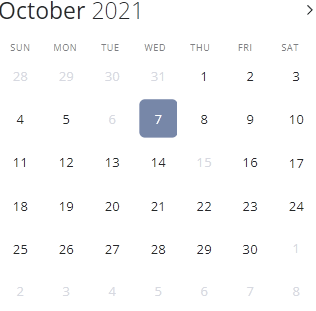 October 2021
SUN MON TUE WED THU FRI SAT
28 29 30 31 1 2 3
4 5 6 7 8 9 10
11 12 13 14 15 16 17
18 19 20 21 22 23 24
25 26 27 28 29 30 1
2 3 4 5 6 7 8